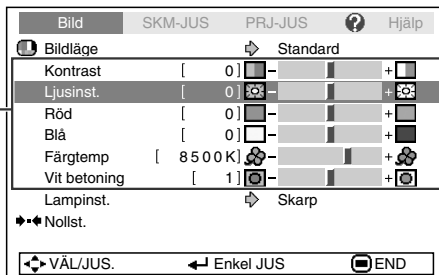 Bild SKM-JUS PRJ-JUS ? Hjälp
Bildläge Standard
Kontrast [ 0] - +
Ljusinst. [ 0] - +
Röd [ 0] - +
Blå [ 0] - +
Färgtemp [ 8500K] - +
Vit betoning [ 1] - +
Lampinst. Skarp
Nollst.
VÄL/JUS. Enkel JUS END